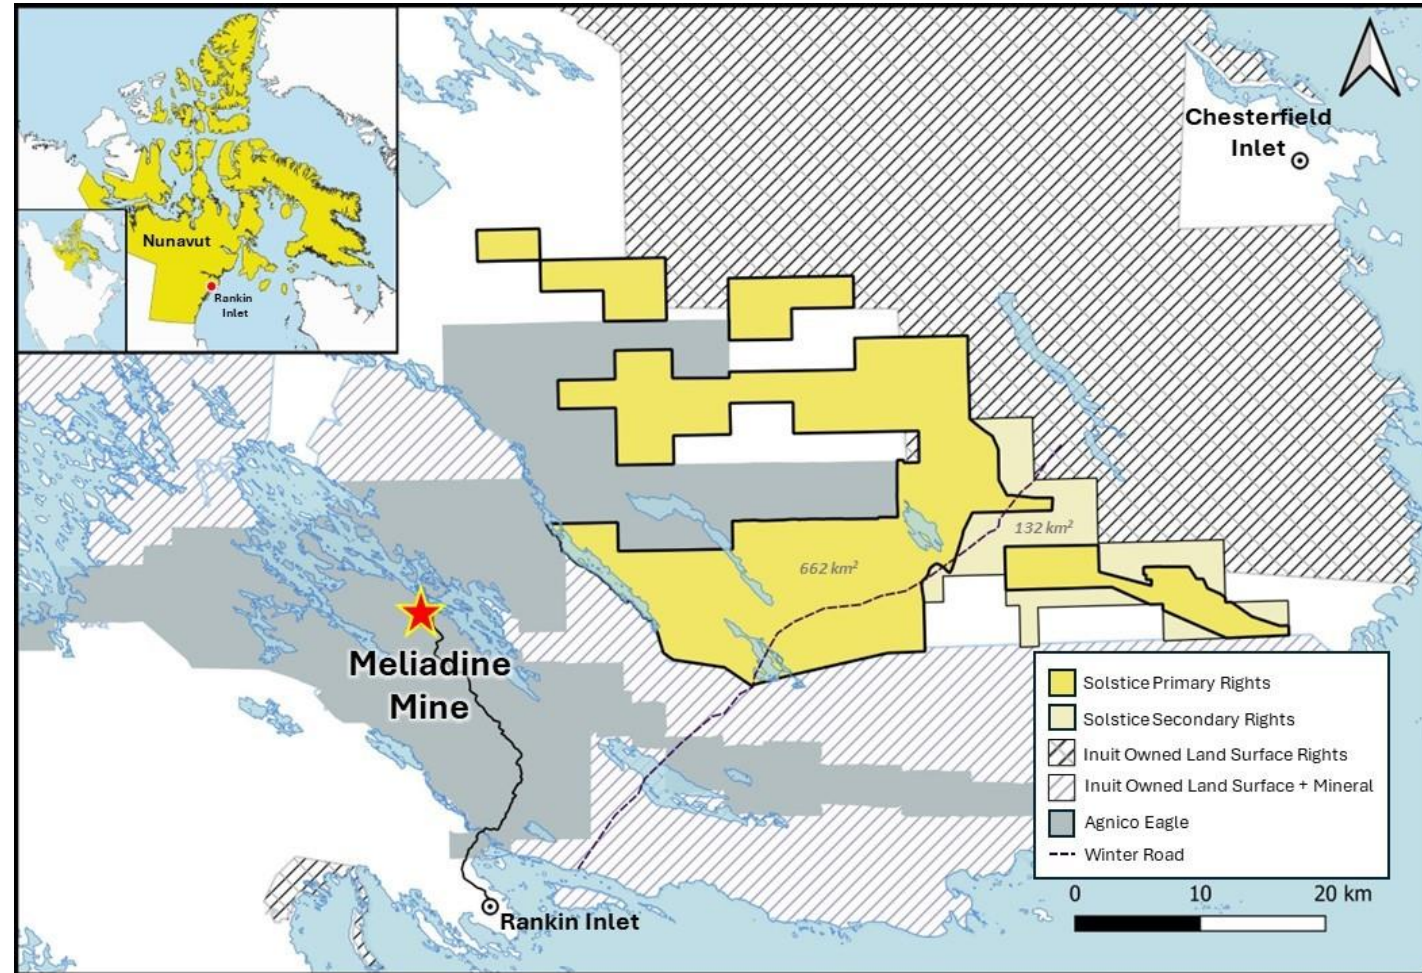 Nunavut
Rankin
Inlet
Chesterfield
Inlet
132 km²
662 km²
Meliadine
Mine
Rankin Inlet
Solstice Primary Rights
Solstice Secondary Rights
Inuit Owned Land Surface Rights
Inuit Owned Land Surface + Mineral
Agnico Eagle
Winter Road
0 10 20 km